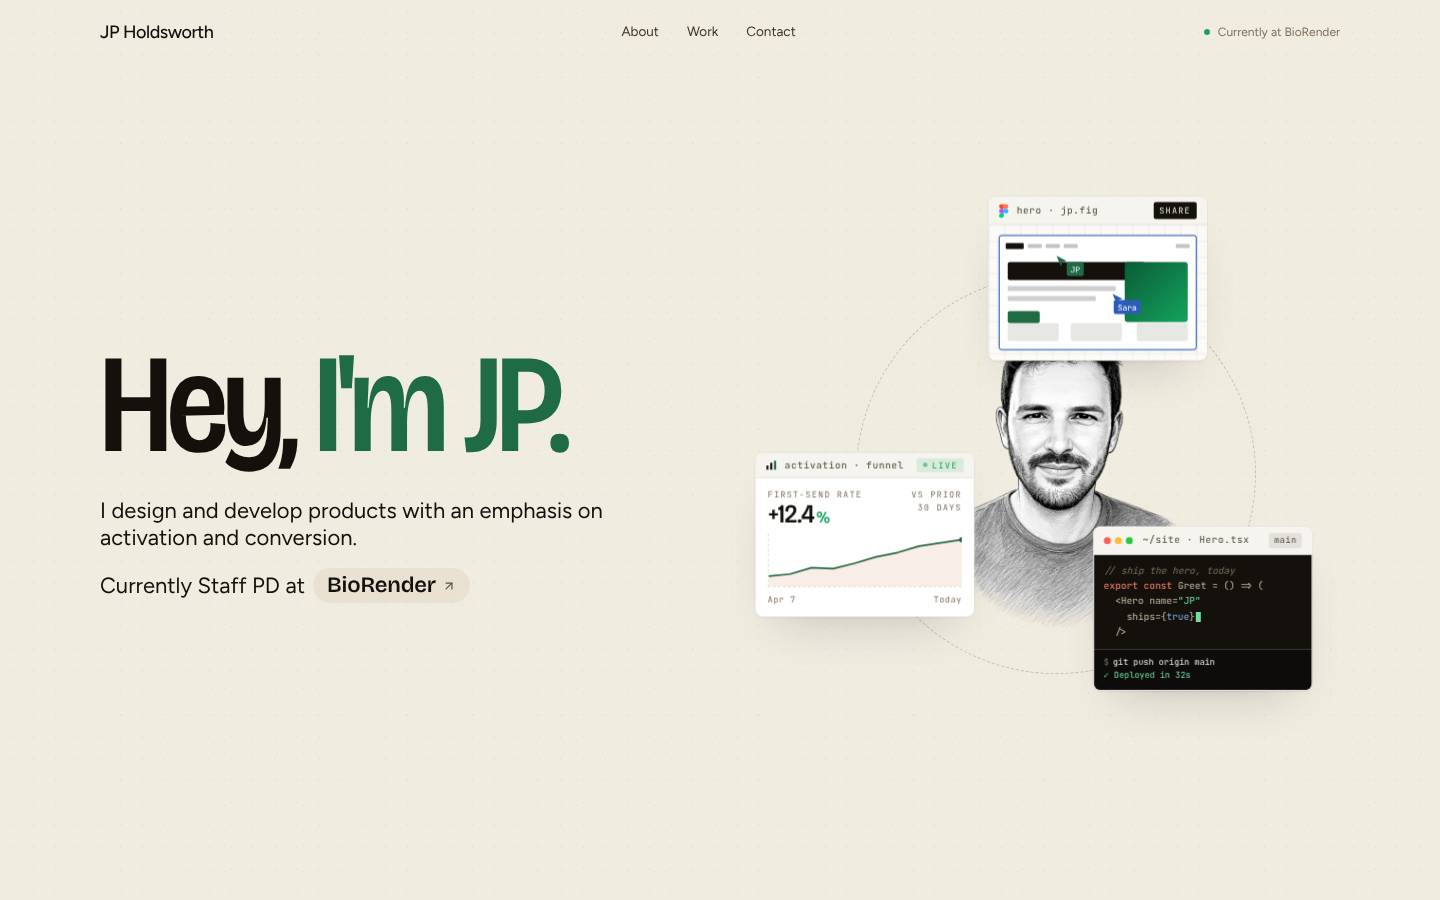 JP Holdsworth
About
Work
Contact
Currently at BioRender
Hey, I'm JP.
I design and develop products with an emphasis on
activation and conversion.
Currently Staff PD at BioRender ↗
hero · jp.fig
SHARE
JP
Sara
activation · funnel
LIVE
FIRST-SEND RATE
VS PRIOR
30 DAYS
+12.4%
Apr 7
Today
~/site · Hero.tsx
main
// ship the hero, today
export const Greet = () => (
<Hero name="JP"
ships={true}
/>
$ git push origin main
✓ Deployed in 32s